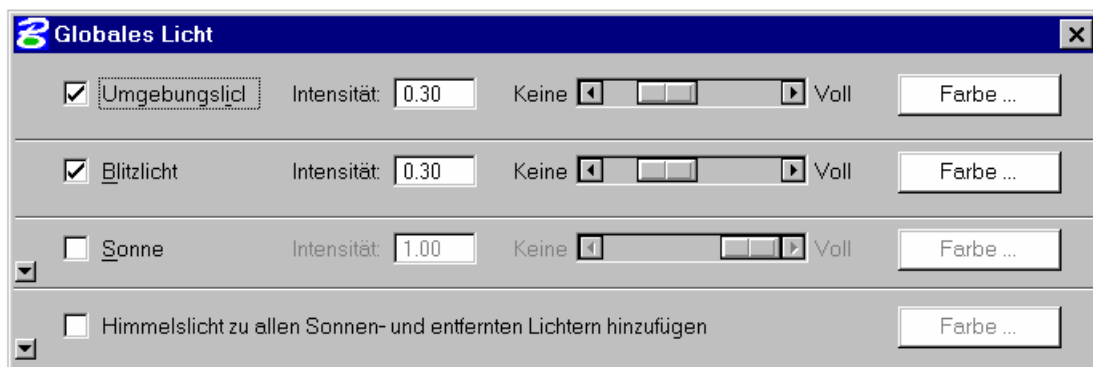 Globales Licht
Umgebungslicl Intensität: 0.30 Keine Voll Farbe ...
Blitzlicht Intensität: 0.30 Keine Voll Farbe ...
Sonne Intensität: 1.00 Keine Voll Farbe ...
Himmelslicht zu allen Sonnen- und entfernten Lichtern hinzufügen Farbe ...